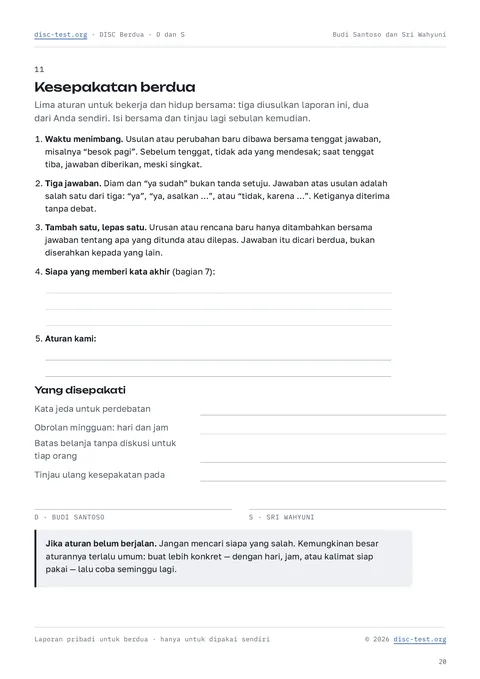 disc-test.org · DISC Berdua · D dan S
Budi Santoso dan Sri Wahyuni
11
Kesepakatan berdua
Lima aturan untuk bekerja dan hidup bersama: tiga diusulkan laporan ini, dua
dari Anda sendiri. Isi bersama dan tinjau lagi sebulan kemudian.
1. Waktu menimbang. Usulan atau perubahan baru dibawa bersama tenggat jawaban,
misalnya “besok pagi”. Sebelum tenggat, tidak ada yang mendesak; saat tenggat
tiba, jawaban diberikan, meski singkat.
2. Tiga jawaban. Diam dan “ya sudah” bukan tanda setuju. Jawaban atas usulan adalah
salah satu dari tiga: “ya”, “ya, asalkan …”, atau “tidak, karena …”. Ketiganya diterima
tanpa debat.
3. Tambah satu, lepas satu. Urusan atau rencana baru hanya ditambahkan bersama
jawaban tentang apa yang ditunda atau dilepas. Jawaban itu dicari berdua, bukan
diserahkan kepada yang lain.
4. Siapa yang memberi kata akhir (bagian 7):
5. Aturan kami:
Yang disepakati
Kata jeda untuk perdebatan
Obrolan mingguan: hari dan jam
Batas belanja tanpa diskusi untuk
tiap orang
Tinjau ulang kesepakatan pada
D · BUDI SANTOSO
S · SRI WAHYUNI
Jika aturan belum berjalan. Jangan mencari siapa yang salah. Kemungkinan besar
aturannya terlalu umum: buat lebih konkret — dengan hari, jam, atau kalimat siap
pakai — lalu coba seminggu lagi.
Laporan pribadi untuk berdua · hanya untuk dipakai sendiri
© 2026 disc-test.org
20